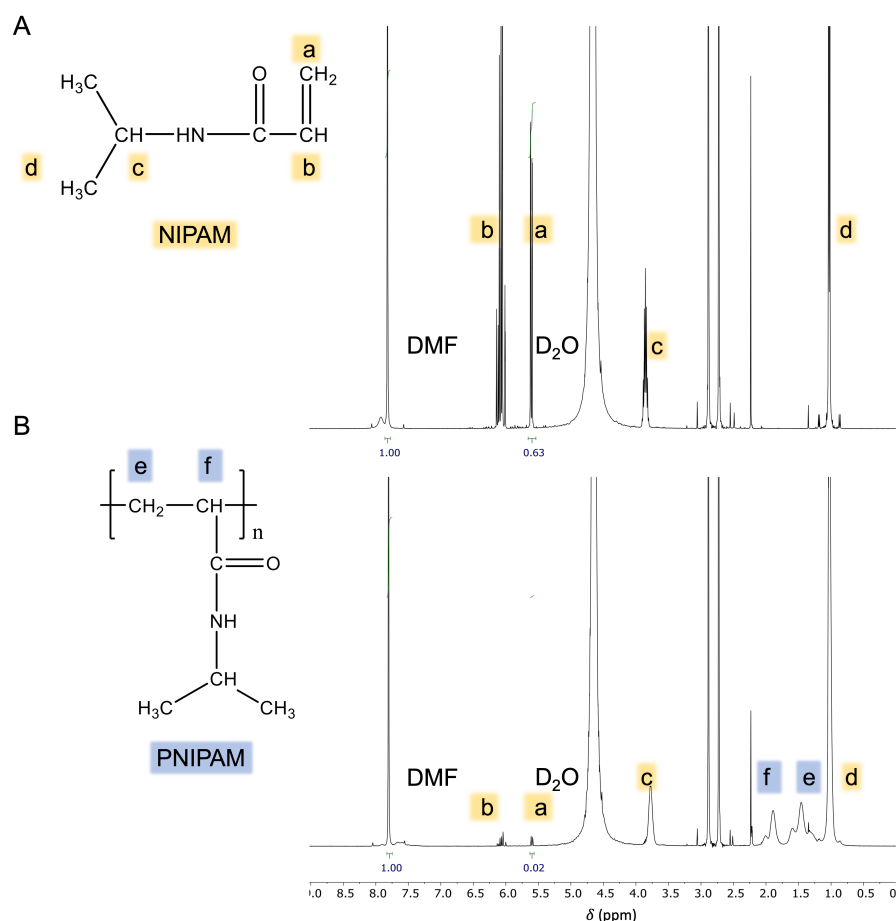 A
a
H₃C
O
CH₂
CH
HN
C
CH
d
c
b
H₃C
NIPAM
b
a
d
DMF
D₂O
c
1.00
0.63
B
e
f
CH₂
CH
n
C
O
NH
CH
H₃C
CH₃
PNIPAM
DMF
D₂O
c
f
e
d
b
a
1.00
0.02
.0 8.5 8.0 7.5 7.0 6.5 6.0 5.5 5.0 4.5 4.0 3.5 3.0 2.5 2.0 1.5 1.0 0.5 0
δ (ppm)